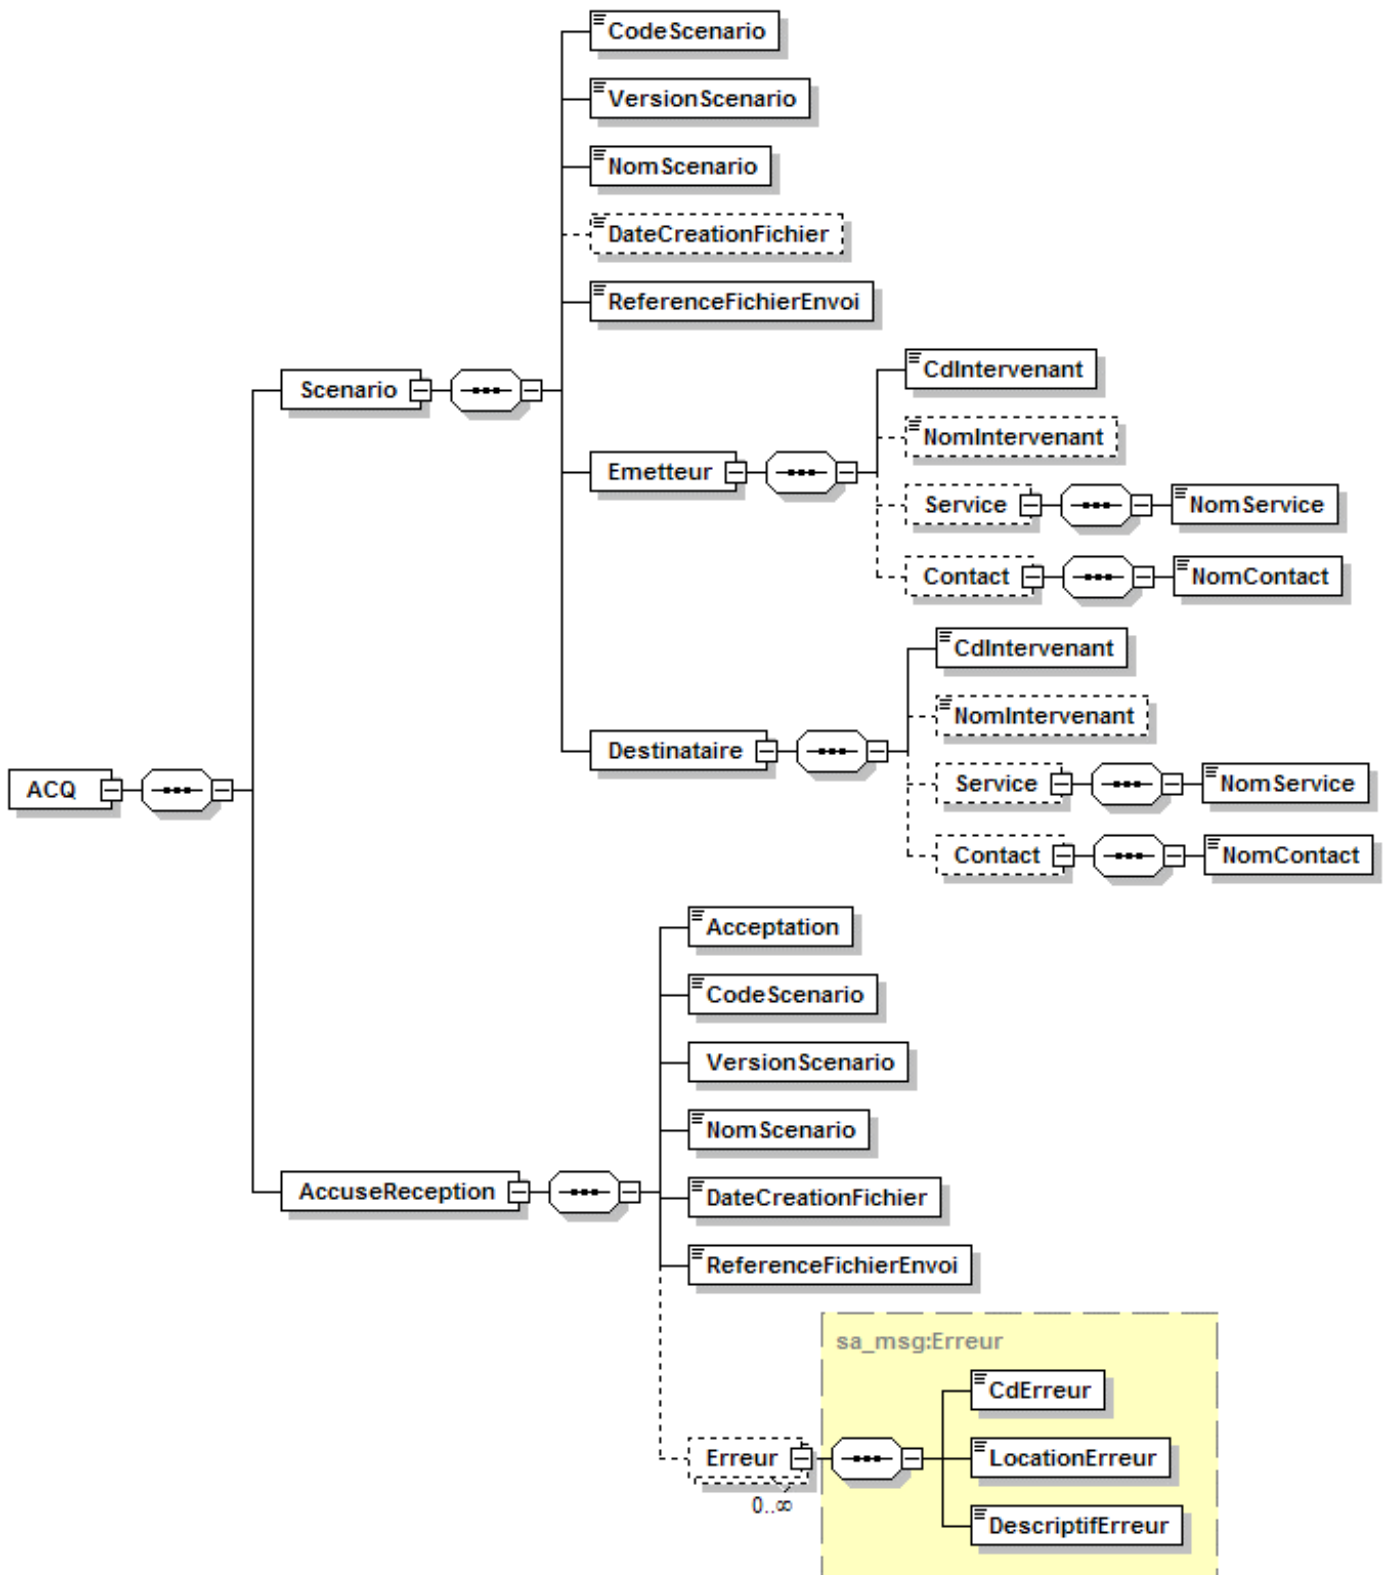 CodeScenario
VersionScenario
NomScenario
DateCreationFichier
ReferenceFichierEnvoi
Scenario
CdIntervenant
NomIntervenant
Emetteur
Service
NomService
Contact
NomContact
CdIntervenant
NomIntervenant
Destinataire
Service
NomService
ACQ
Contact
NomContact
Acceptation
CodeScenario
VersionScenario
NomScenario
AccuseReception
DateCreationFichier
ReferenceFichierEnvoi
sa_msg:Erreur
CdErreur
Erreur
LocationErreur
0..∞
DescriptifErreur